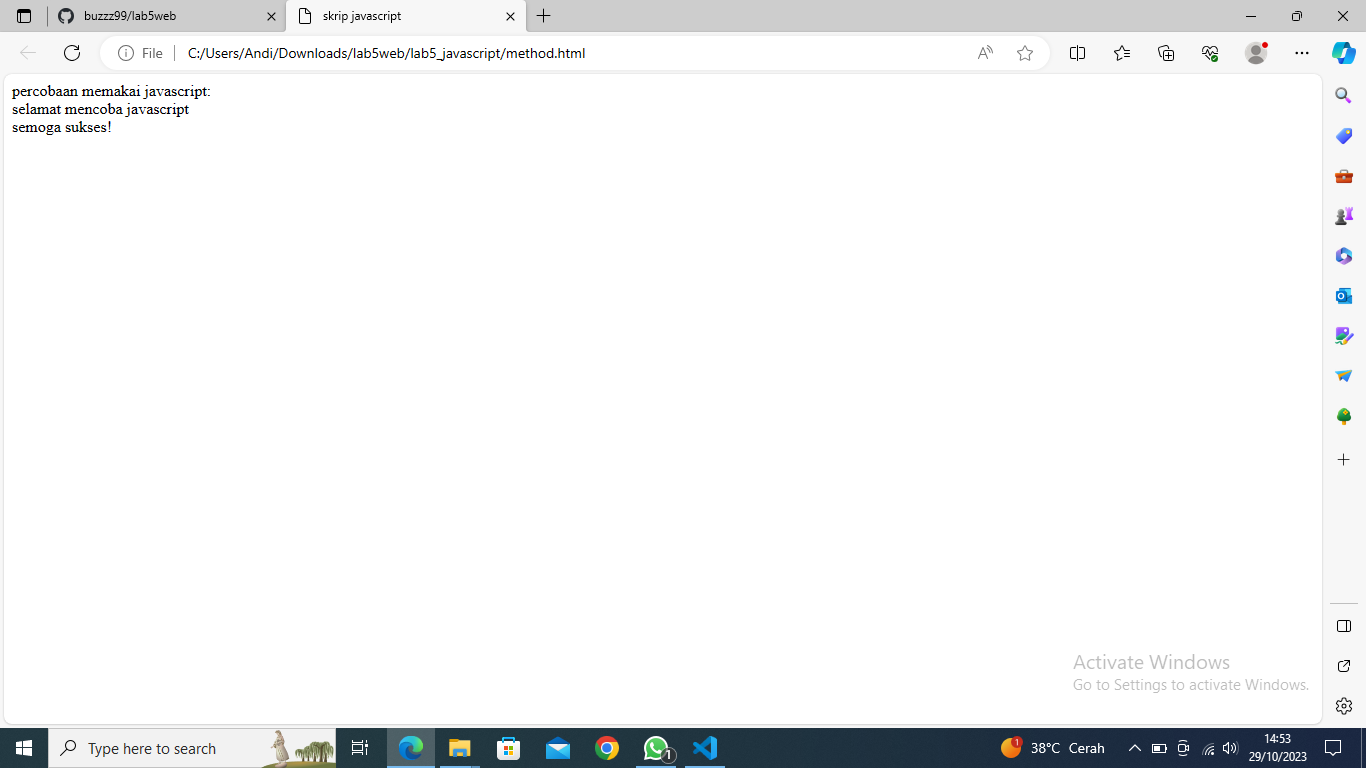 buzzz99/lab5web
skrip javascript
File
C:/Users/Andi/Downloads/lab5web/lab5_javascript/method.html
percobaan memakai javascript:
selamat mencoba javascript
semoga sukses!
Activate Windows
Go to Settings to activate Windows.
Type here to search
1
1
38°C Cerah
14:53
29/10/2023